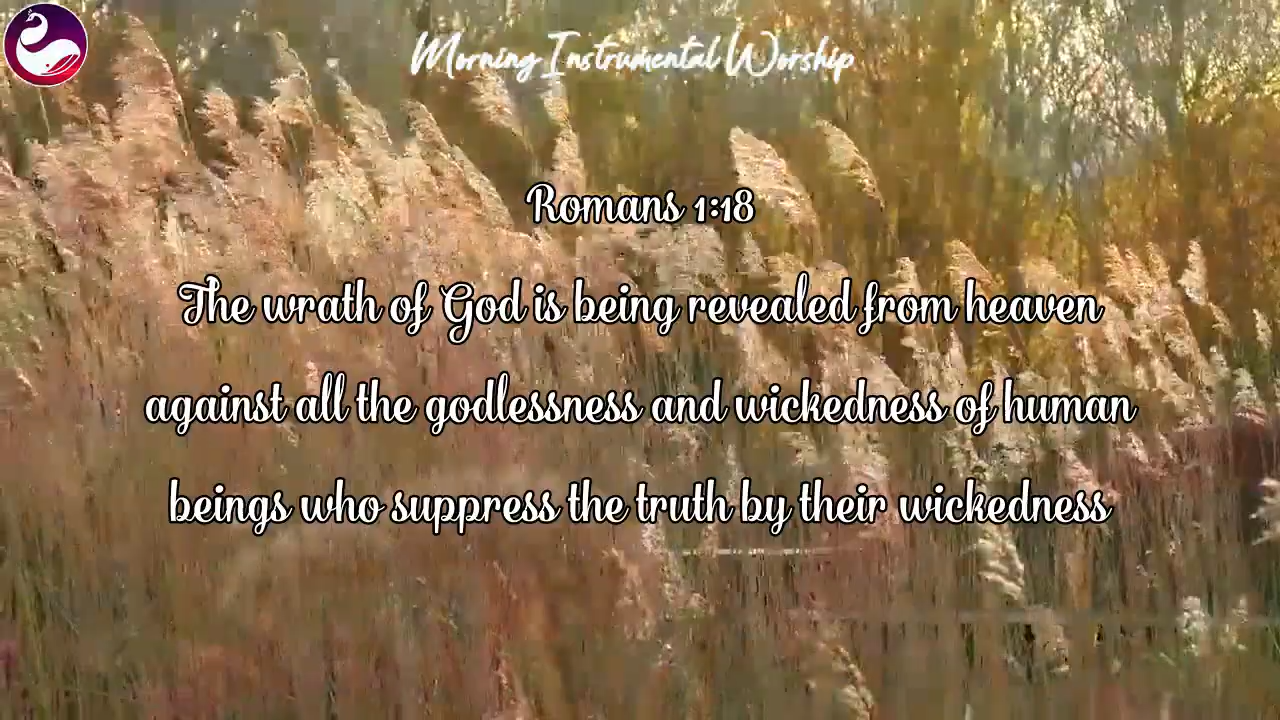 Morning Instrumental Worship
Romans 1:18
The wrath of God is being revealed from heaven
against all the godlessness and wickedness of human
beings who suppress the truth by their wickedness